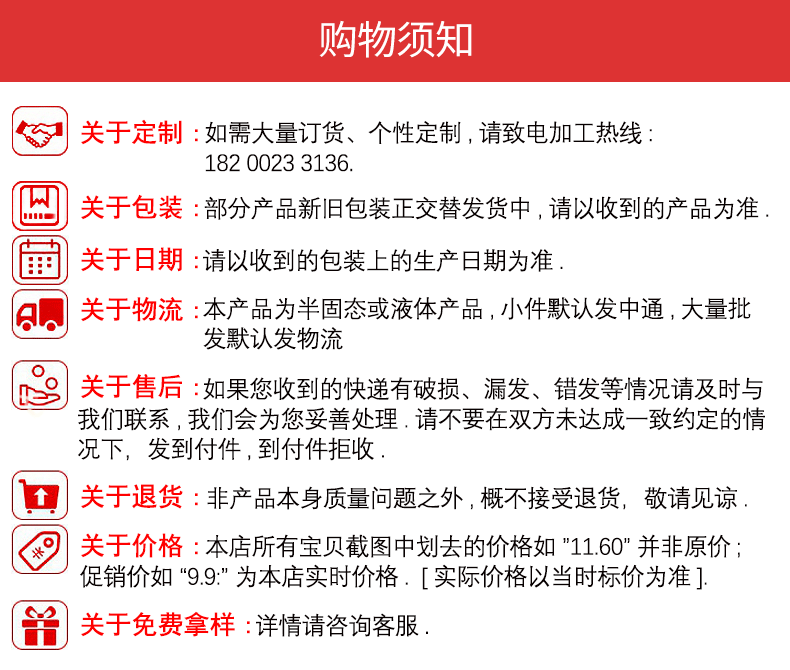 购物须知
关于定制 : 如需大量订货、个性定制 , 请致电加工热线 :
182 0023 3136.
关于包装 : 部分产品新旧包装正交替发货中 , 请以收到的产品为准 .
关于日期 : 请以收到的包装上的生产日期为准 .
关于物流 : 本产品为半固态或液体产品 , 小件默认发中通 , 大量批
发默认发物流
关于售后 : 如果您收到的快递有破损、漏发、错发等情况请及时与
我们联系 , 我们会为您妥善处理 . 请不要在双方未达成一致约定的情
况下, 发到付件 , 到付件拒收 .
关于退货 : 非产品本身质量问题之外 , 概不接受退货, 敬请见谅 .
关于价格 : 本店所有宝贝截图中划去的价格如 ”11.60” 并非原价 ;
促销价如 “9.9:” 为本店实时价格 . [ 实际价格以当时标价为准 ].
关于免费拿样 : 详情请咨询客服 .